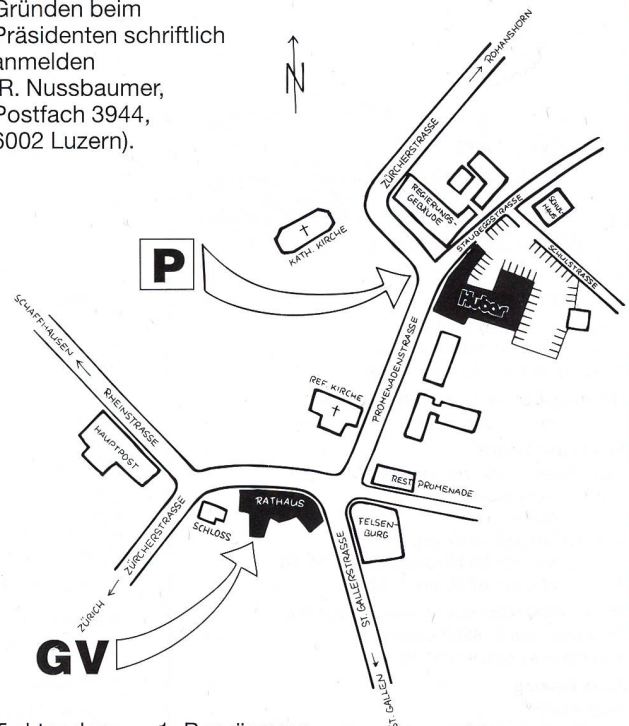 Gründen beim
Präsidenten schriftlich
anmelden
R. Nussbaumer,
Postfach 3944,
6002 Luzern).
N
ROMANSHORN
ZÜRCHERSTRASSE
REGIERUNGS-
GEBÄUDE
STAUBEGGSTRASSE
SCHUL
HAUS
SCHULSTRASSE
KATH. KIRCHE
P
Huber
SCHAFFHAUSEN
RHEINSTRASSE
PROMENADENSTRASSE
REF. KIRCHE
HAUPTPOST
REST. PROMENADE
RATHAUS
SCHLOSS
FELSEN-
BURG
ZÜRCHERSTRASSE
ZÜRICH
ST. GALLERSTRASSE
GV
ST. GALLEN